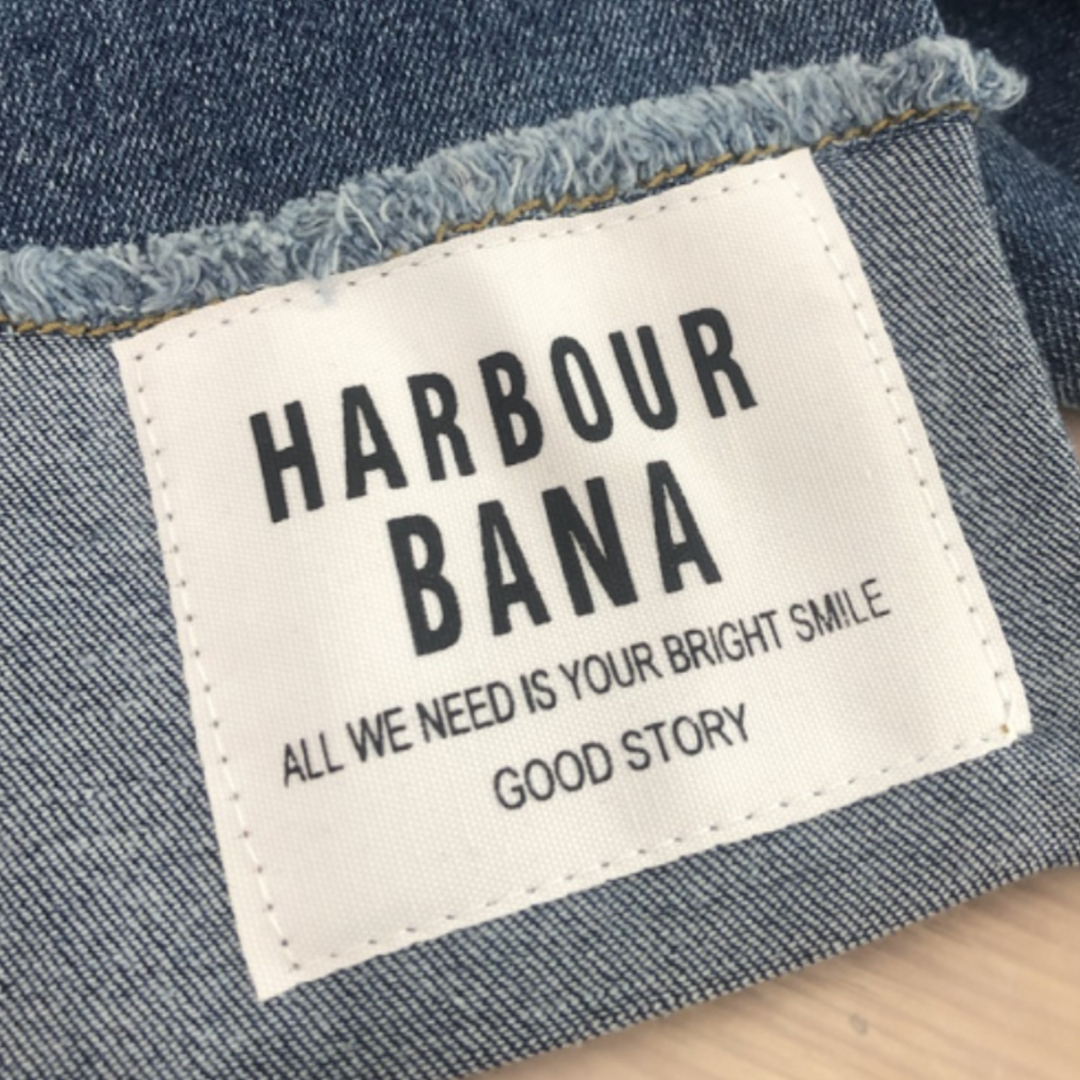 HARBOUR
BANA
ALL WE NEED IS YOUR BRIGHT SMILE
GOOD STORY